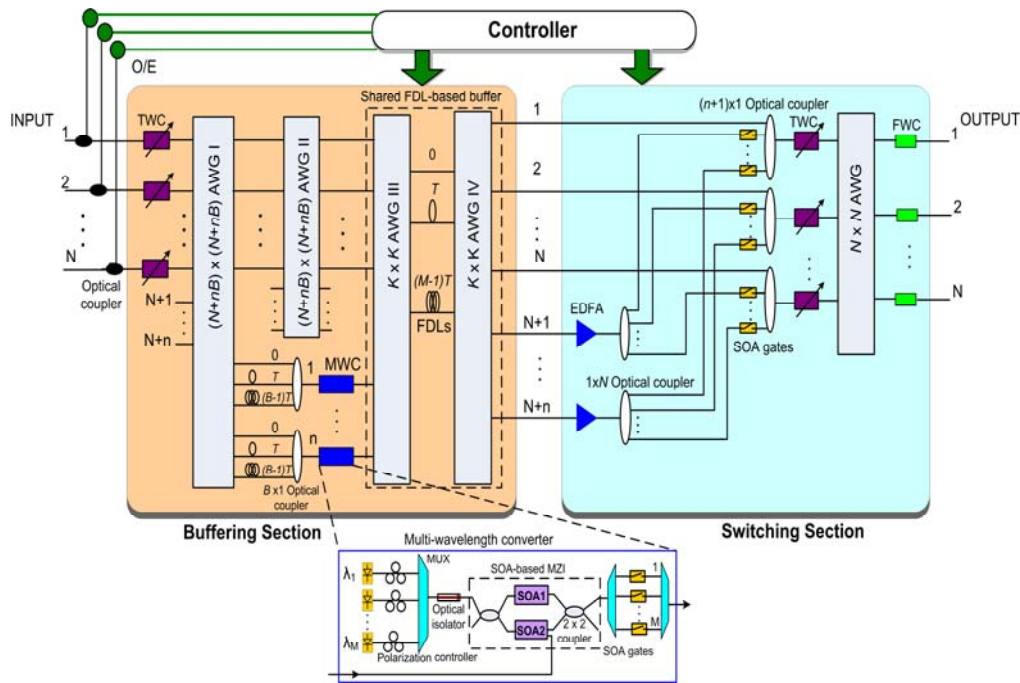 Controller
O/E
INPUT
1
2
N
Optical
coupler
TWC
N+1
N+n
(N+nB) x (N+nB) AWG I
(N+nB) x (N+nB) AWG II
0
T
(B-1)T
1
0
T
(B-1)T
n
B x1 Optical
coupler
MWC
Shared FDL-based buffer
K x K AWG III
0
T
(M-1)T
FDLs
K x K AWG IV
Buffering Section
1
2
N
N+1
N+n
EDFA
1xN Optical coupler
(n+1)x1 Optical coupler
SOA gates
TWC
N x N AWG
FWC
OUTPUT
1
2
N
Switching Section
Multi-wavelength converter
λ1
λM
MUX
Polarization controller
Optical
isolator
SOA-based MZI
SOA1
SOA2
2 x 2
coupler
1
M
SOA gates